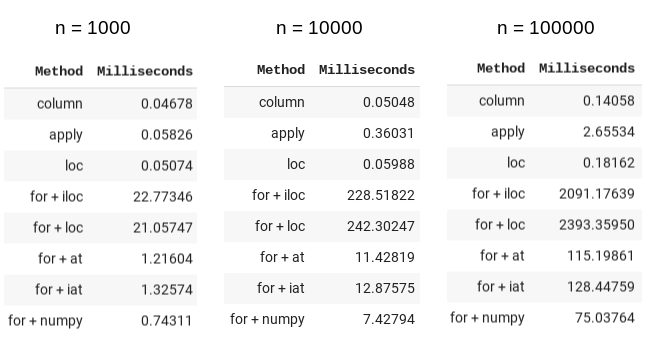 n = 1000
Method Milliseconds
column 0.04678
apply 0.05826
loc 0.05074
for + iloc 22.77346
for + loc 21.05747
for + at 1.21604
for + iat 1.32574
for + numpy 0.74311
n = 10000
Method Milliseconds
column 0.05048
apply 0.36031
loc 0.05988
for + iloc 228.51822
for + loc 242.30247
for + at 11.42819
for + iat 12.87575
for + numpy 7.42794
n = 100000
Method Milliseconds
column 0.14058
apply 2.65534
loc 0.18162
for + iloc 2091.17639
for + loc 2393.35950
for + at 115.19861
for + iat 128.44759
for + numpy 75.03764